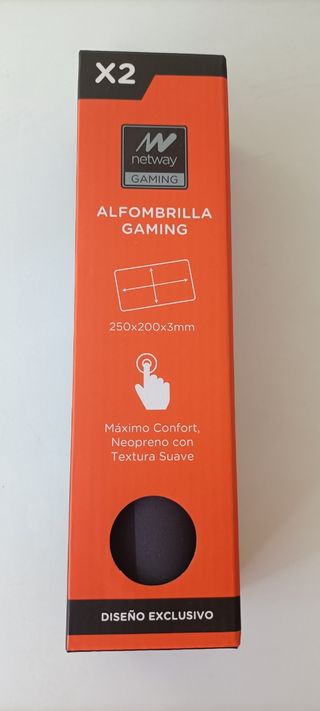 X2
netway
GAMING
ALFOMBRILLA
GAMING
250x200x3mm
Máximo Confort,
Neopreno con
Textura Suave
DISEÑO EXCLUSIVO